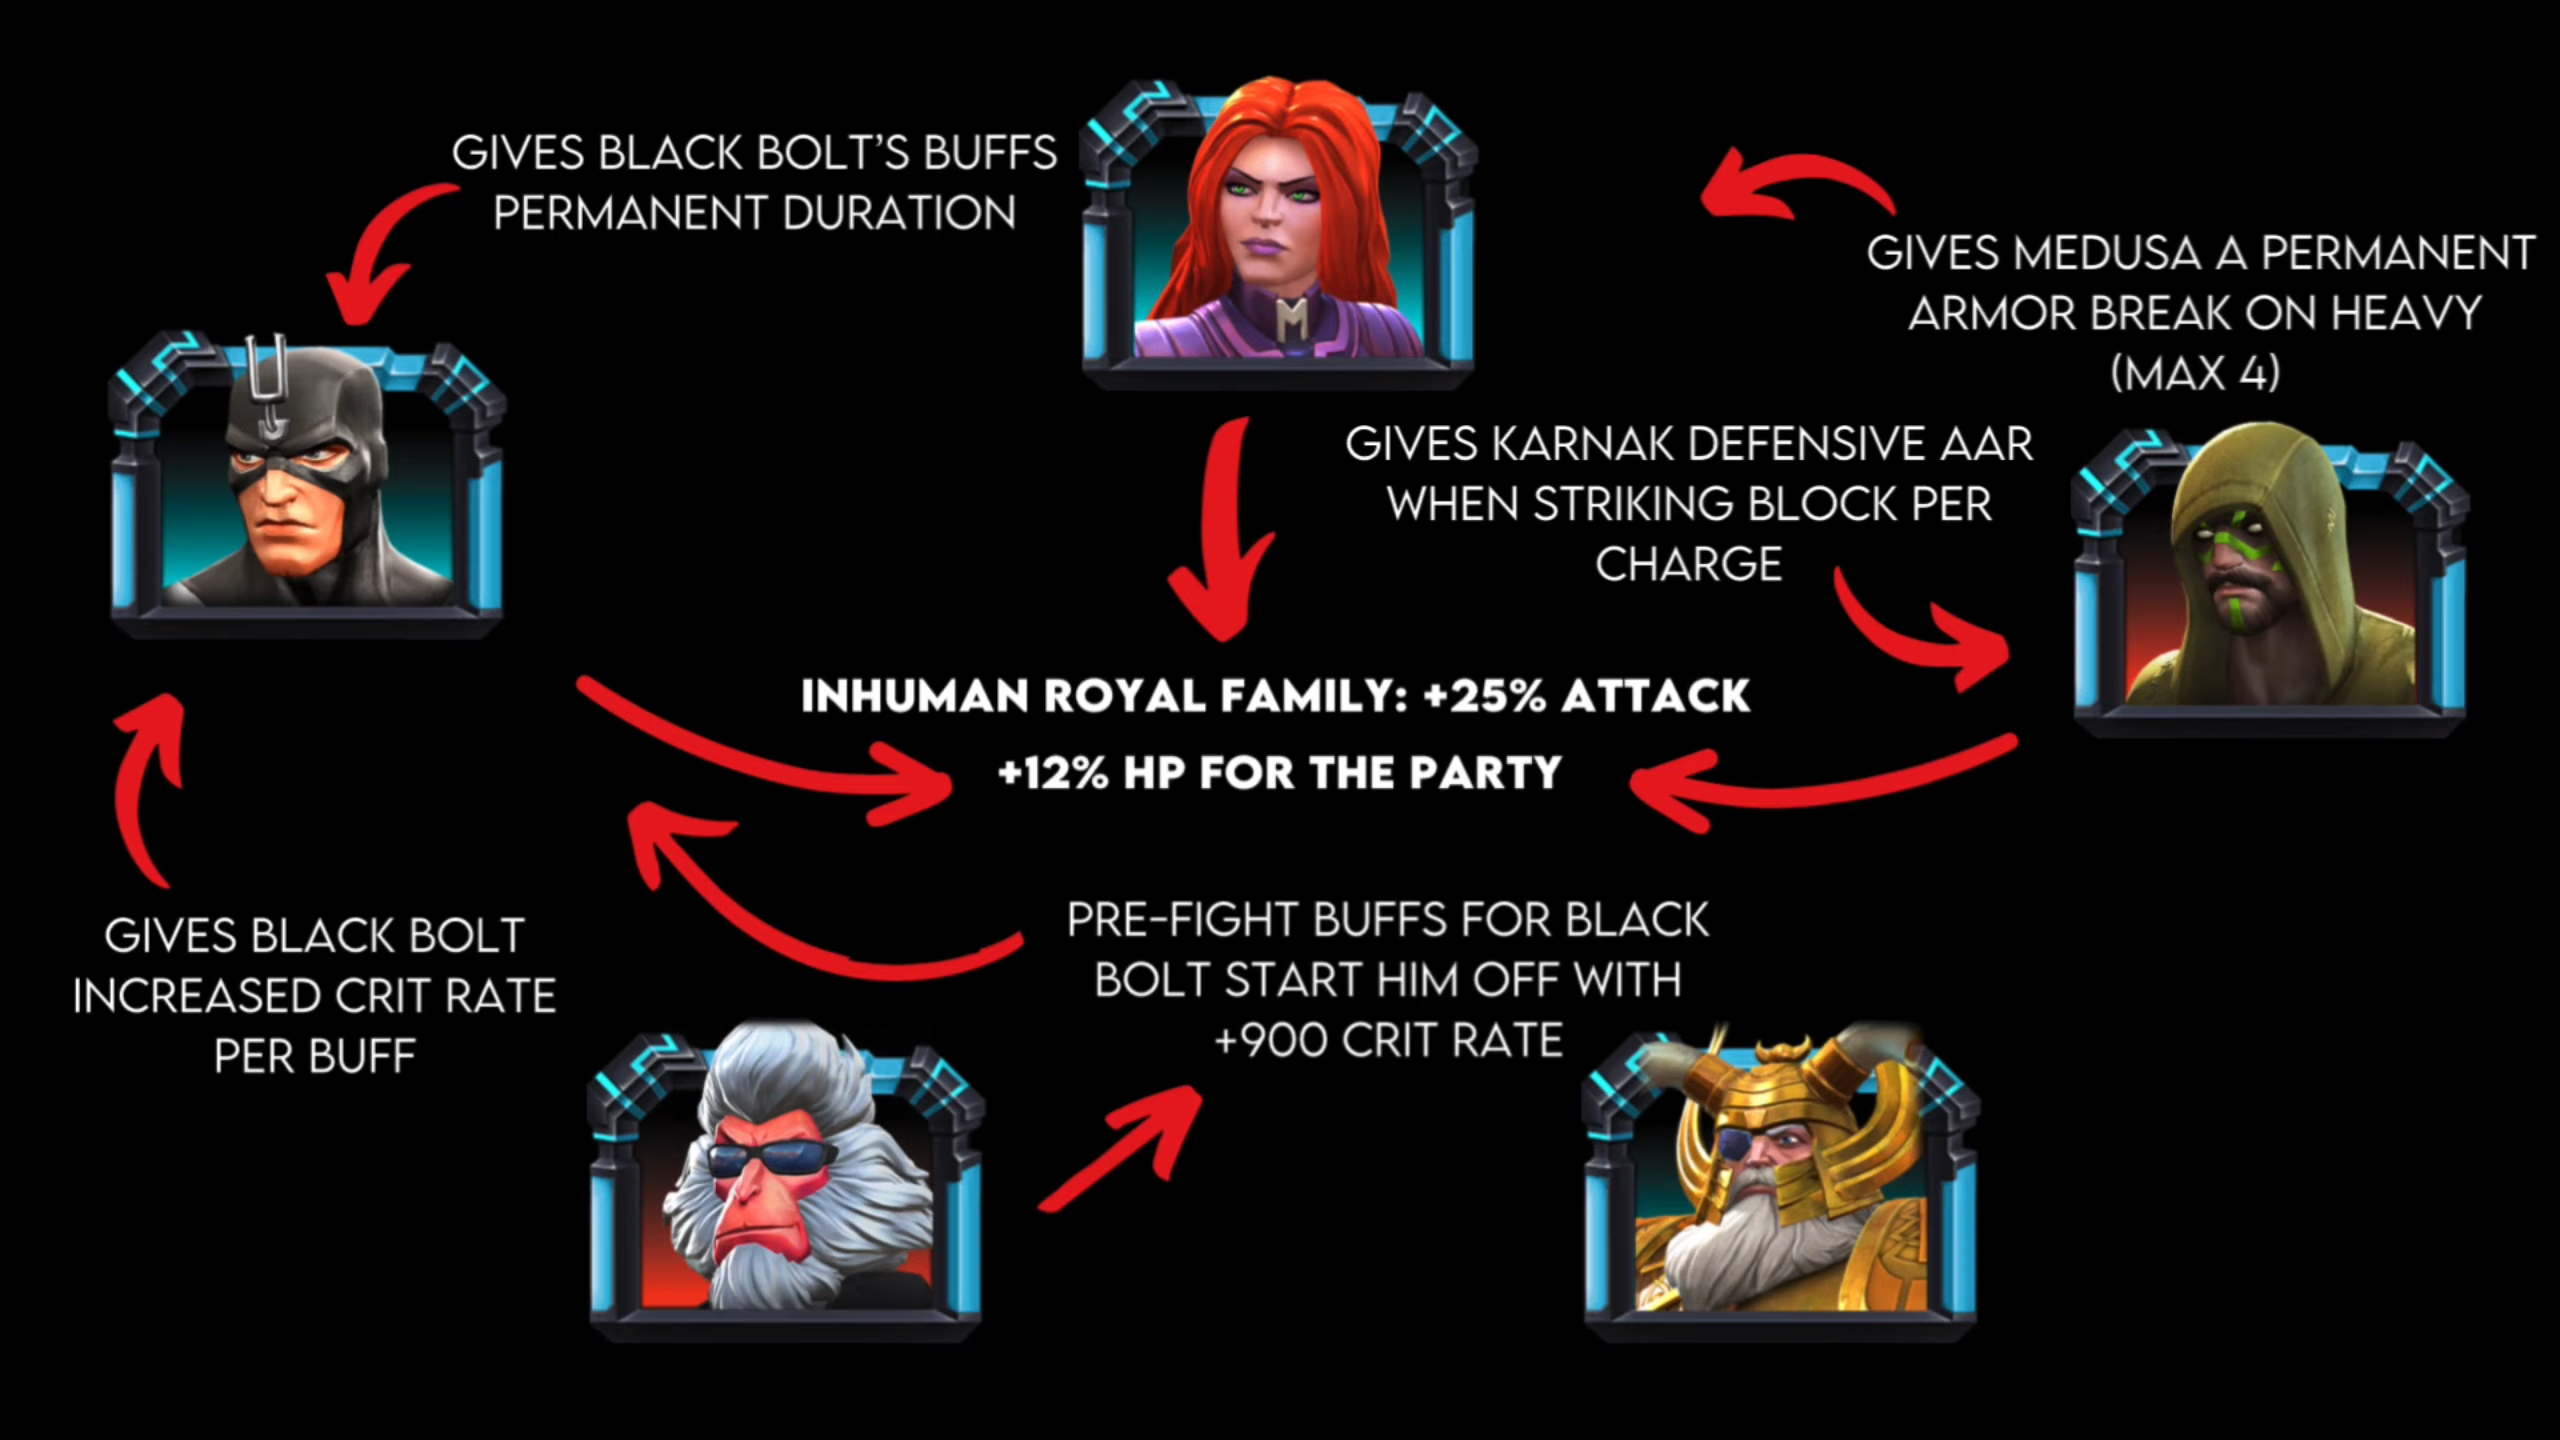 GIVES BLACK BOLT'S BUFFS
PERMANENT DURATION
M
GIVES MEDUSA A PERMANENT
ARMOR BREAK ON HEAVY
(MAX 4)
GIVES KARNAK DEFENSIVE AAR
WHEN STRIKING BLOCK PER
CHARGE
INHUMAN ROYAL FAMILY: +25% ATTACK
+12% HP FOR THE PARTY
GIVES BLACK BOLT
INCREASED CRIT RATE
PER BUFF
PRE-FIGHT BUFFS FOR BLACK
BOLT START HIM OFF WITH
+900 CRIT RATE